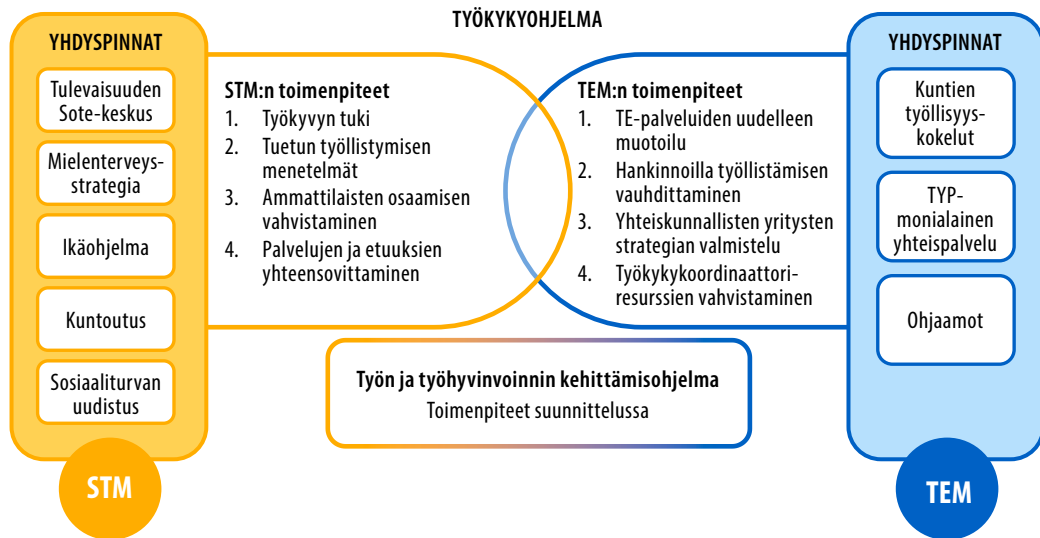 TYÖKYKYOHJELMA
YHDYSPINNAT
Tulevaisuuden
Sote-keskus
Mielenterveys-
strategia
Ikäohjelma
Kuntoutus
Sosiaaliturvan
uudistus
STM
STM:n toimenpiteet
1. Työkyvyn tuki
2. Tuetun työllistymisen
menetelmät
3. Ammattilaisten osaamisen
vahvistaminen
4. Palvelujen ja etuuksien
yhteensovittaminen
TEM:n toimenpiteet
1. TE-palveluiden uudelleen
muotoilu
2. Hankinnoilla työllistämisen
vauhdittaminen
3. Yhteiskunnallisten yritysten
strategian valmistelu
4. Työkykykoordinaattori-
resurssien vahvistaminen
Työn ja työhyvinvoinnin kehittämisohjelma
Toimenpiteet suunnittelussa
YHDYSPINNAT
Kuntien
työllisyys-
kokelut
TYP-
monialainen
yhteispalvelu
Ohjaamot
TEM